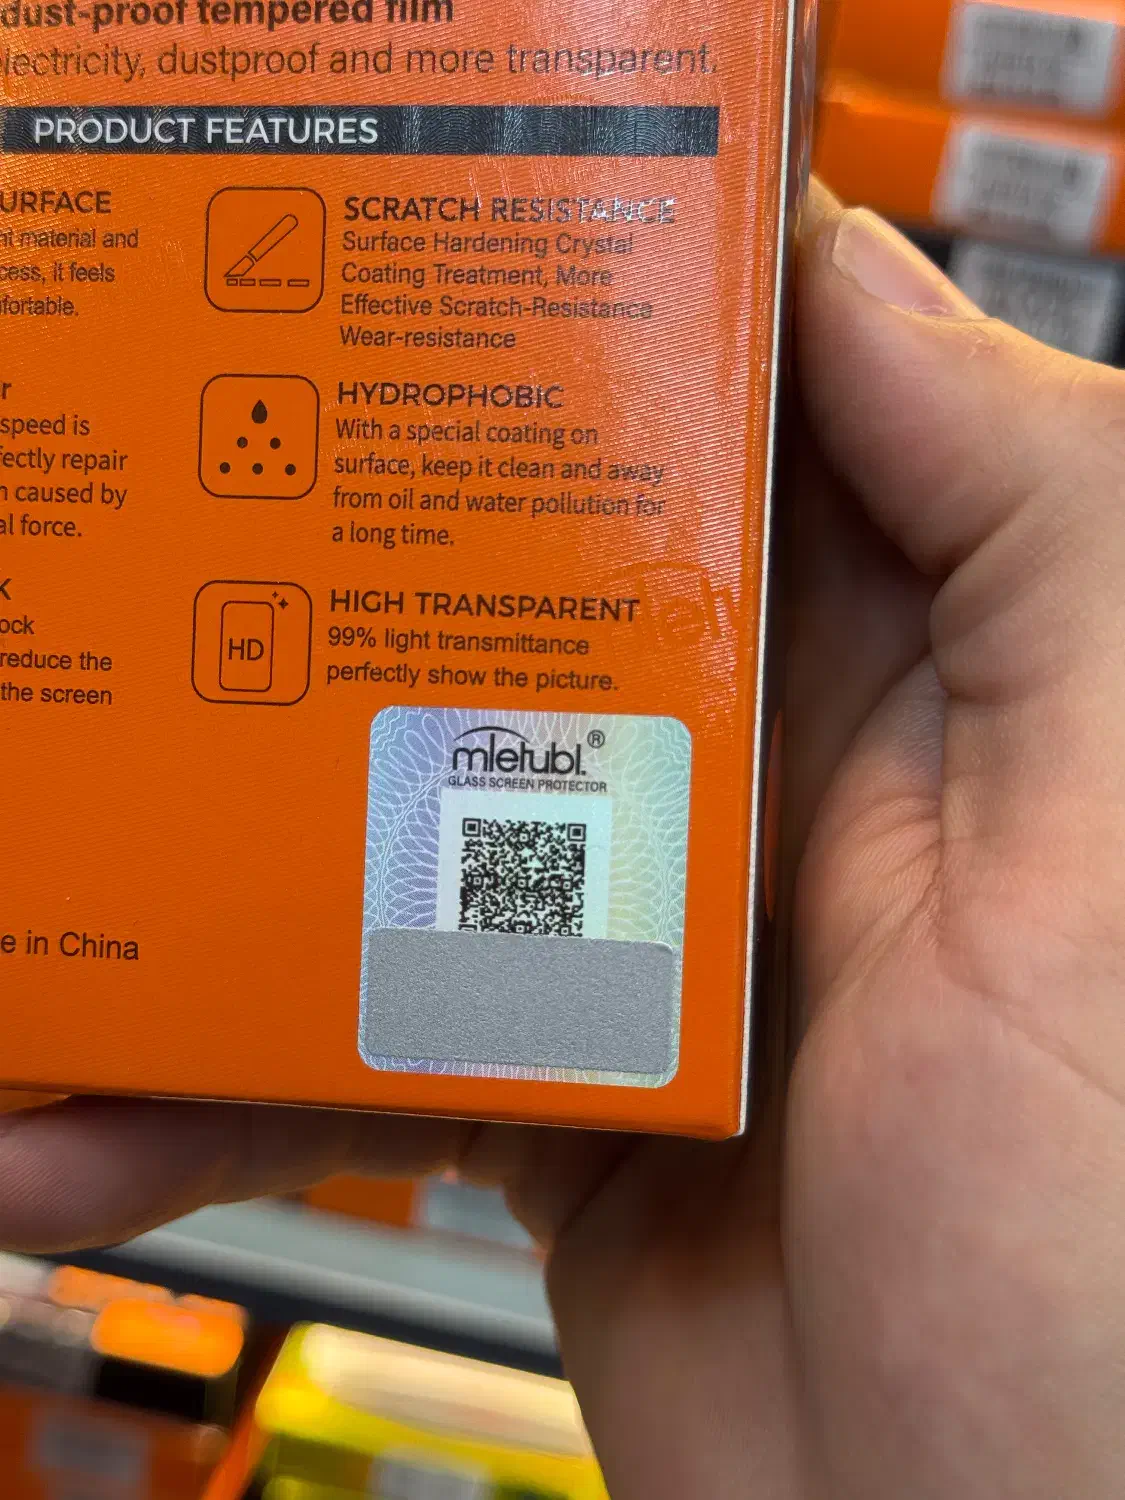 dust-proof tempered film
electricity, dustproof and more transparent.
PRODUCT FEATURES
URFACE
nt material and
cess, it feels
fortable.
SCRATCH RESISTANCE
Surface Hardening Crystal
Coating Treatment, More
Effective Scratch-Resistance
Wear-resistance
r
speed is
fectly repair
n caused by
al force.
HYDROPHOBIC
With a special coating on
surface, keep it clean and away
from oil and water pollution for
a long time.
K
ock
reduce the
the screen
HD
HIGH TRANSPARENT
99% light transmittance
perfectly show the picture.
mletubl.®
GLASS SCREEN PROTECTOR
e in China